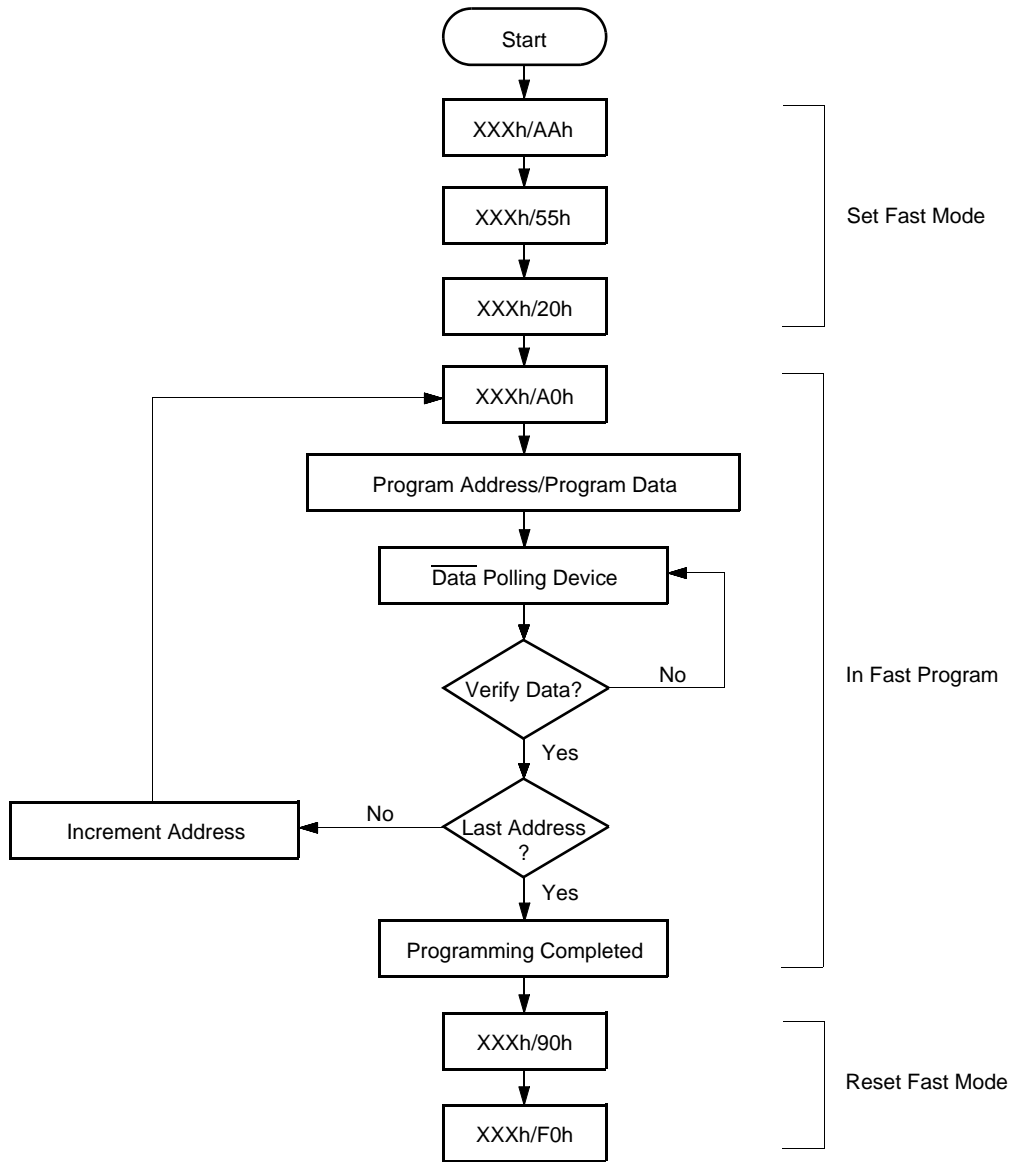 Start
XXXh/AAh
XXXh/55h
Set Fast Mode
XXXh/20h
XXXh/A0h
Program Address/Program Data
Data Polling Device
Verify Data?
No
In Fast Program
Yes
Last Address
?
No
Increment Address
Yes
Programming Completed
XXXh/90h
Reset Fast Mode
XXXh/F0h